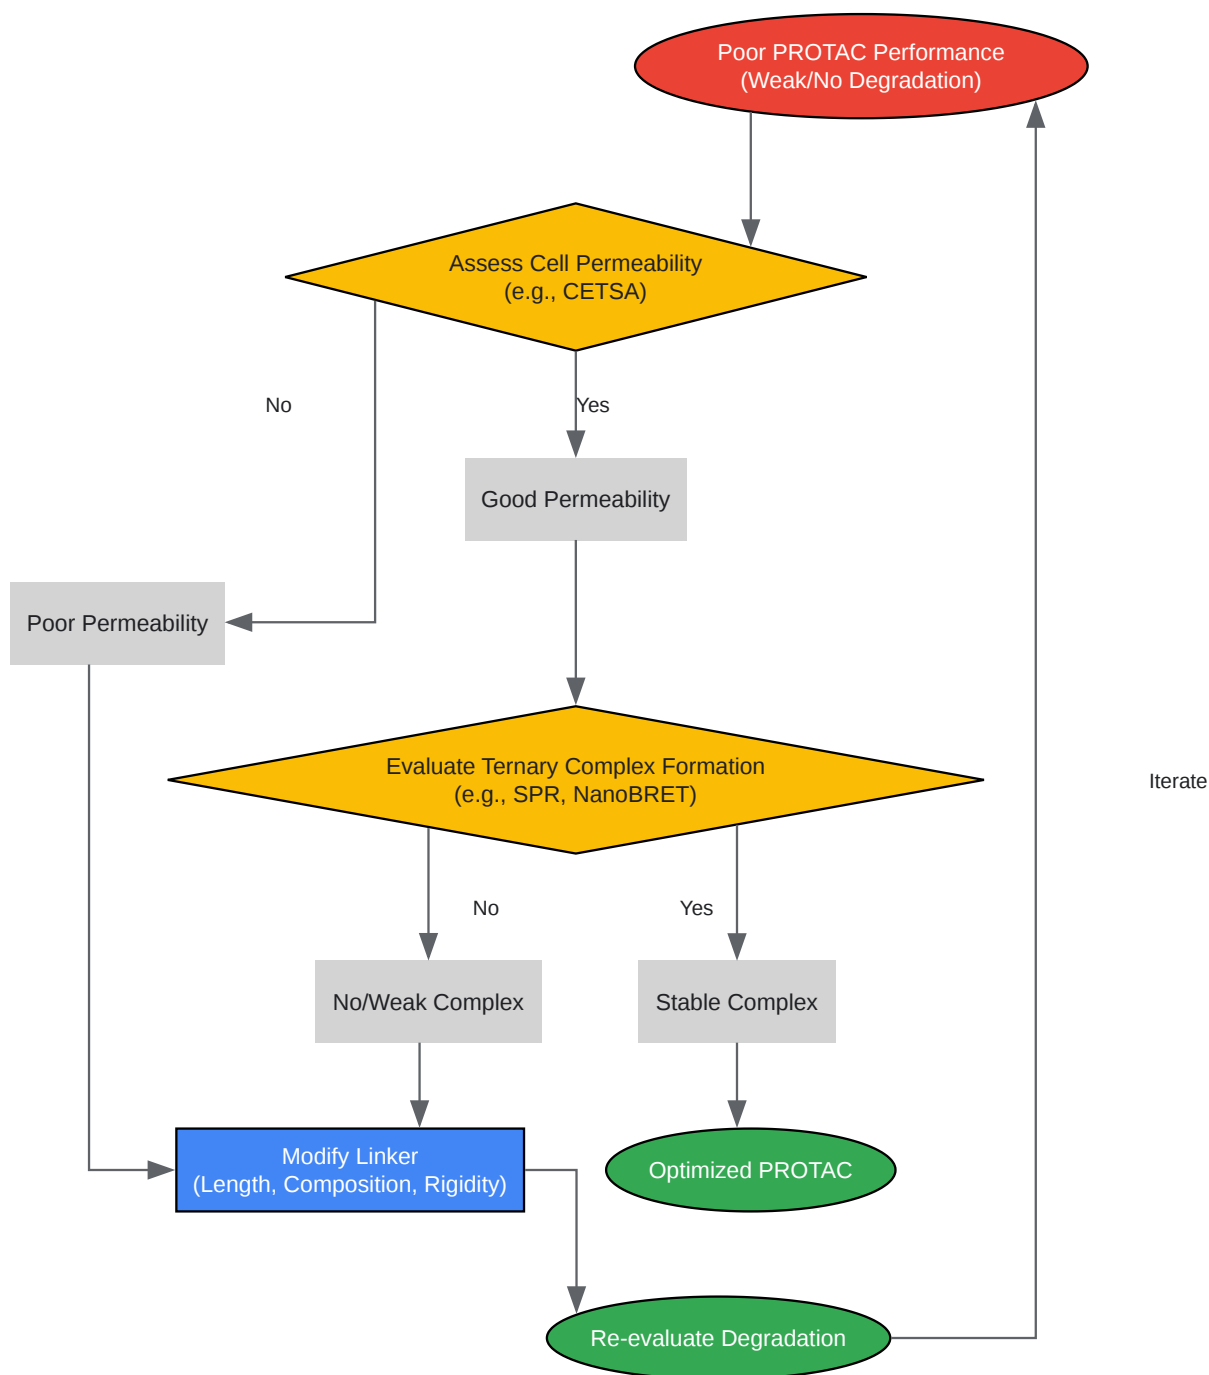 Poor PROTAC Performance
(Weak/No Degradation)
Assess Cell Permeability
(e.g., CETSA)
No
Yes
Good Permeability
Poor Permeability
Evaluate Ternary Complex Formation
(e.g., SPR, NanoBRET)
Iterate
No
Yes
No/Weak Complex
Stable Complex
Modify Linker
(Length, Composition, Rigidity)
Optimized PROTAC
Re-evaluate Degradation